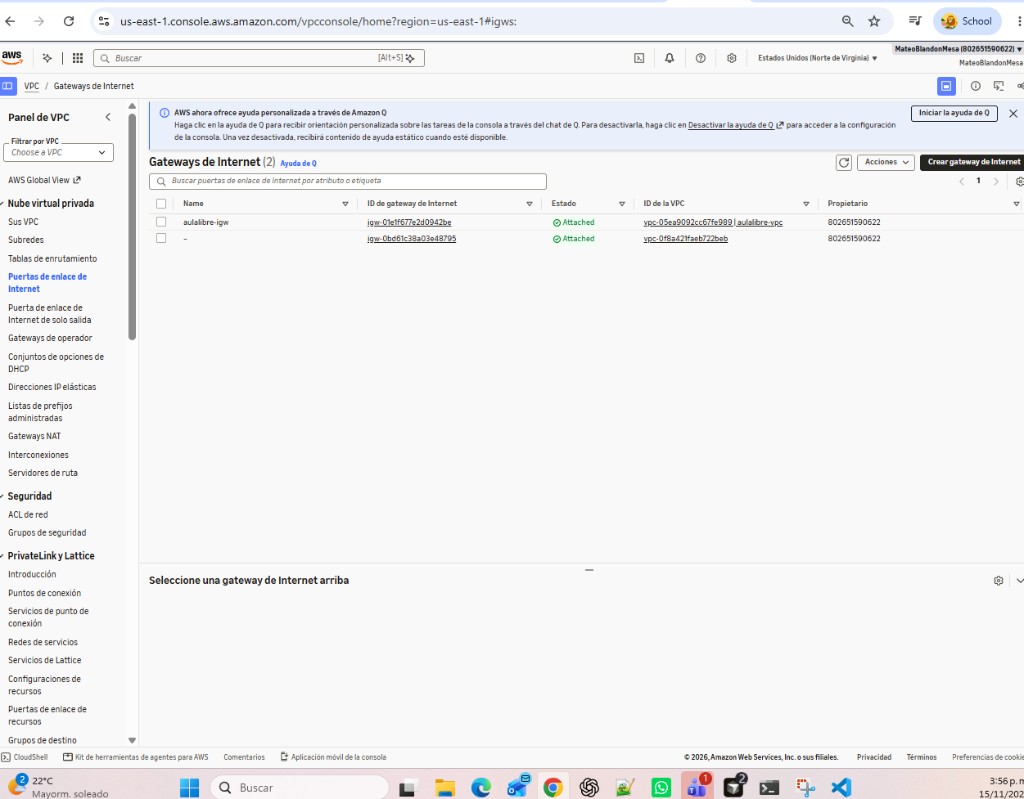 us-east-1.console.aws.amazon.com/vpcconsole/home?region=us-east-1#igws:
School
aws
Buscar
[Alt+S]
Estados Unidos (Norte de Virginia)
MateoBlandonMesa (802651590622)
MateoBlandonMesa
VPC / Gateways de Internet
Panel de VPC
Filtrar por VPC
Choose a VPC
AWS Global View
Nube virtual privada
Sus VPC
Subredes
Tablas de enrutamiento
Puertas de enlace de
Internet
Puerta de enlace de
Internet de solo salida
Gateways de operador
Conjuntos de opciones de
DHCP
Direcciones IP elásticas
Listas de prefijos
administradas
Gateways NAT
Interconexiones
Servidores de ruta
Seguridad
ACL de red
Grupos de seguridad
PrivateLink y Lattice
Introducción
Puntos de conexión
Servicios de punto de
conexión
Redes de servicios
Servicios de Lattice
Configuraciones de
recursos
Puertas de enlace de
recursos
Grupos de destino
AWS ahora ofrece ayuda personalizada a través de Amazon Q
Haga clic en la ayuda de Q para recibir orientación personalizada sobre las tareas de la consola a través del chat de Q. Para desactivarla, haga clic en Desactivar la ayuda de Q para acceder a la configuración
de la consola. Una vez desactivada, recibirá contenido de ayuda estático cuando esté disponible.
Iniciar la ayuda de Q
Gateways de Internet (2) Ayuda de Q
Acciones
Crear gateway de Internet
Buscar puertas de enlace de Internet por atributo o etiqueta
1
Name ID de gateway de Internet Estado ID de la VPC Propietario
aulalibre-igw igw-01e1f677e2d0942be Attached vpc-05ea9092cc67fe989 | aulalibre-vpc 802651590622
– igw-0bd61c38a03e48795 Attached vpc-0f8a421faeb722beb 802651590622
Seleccione una gateway de Internet arriba
CloudShell Kit de herramientas de agentes para AWS Comentarios Aplicación móvil de la consola
© 2026, Amazon Web Services, Inc. o sus filiales. Privacidad Términos Preferencias de cookie
2
22°C
Mayorm. soleado
Buscar
1
2
3:56 p.m
15/11/202